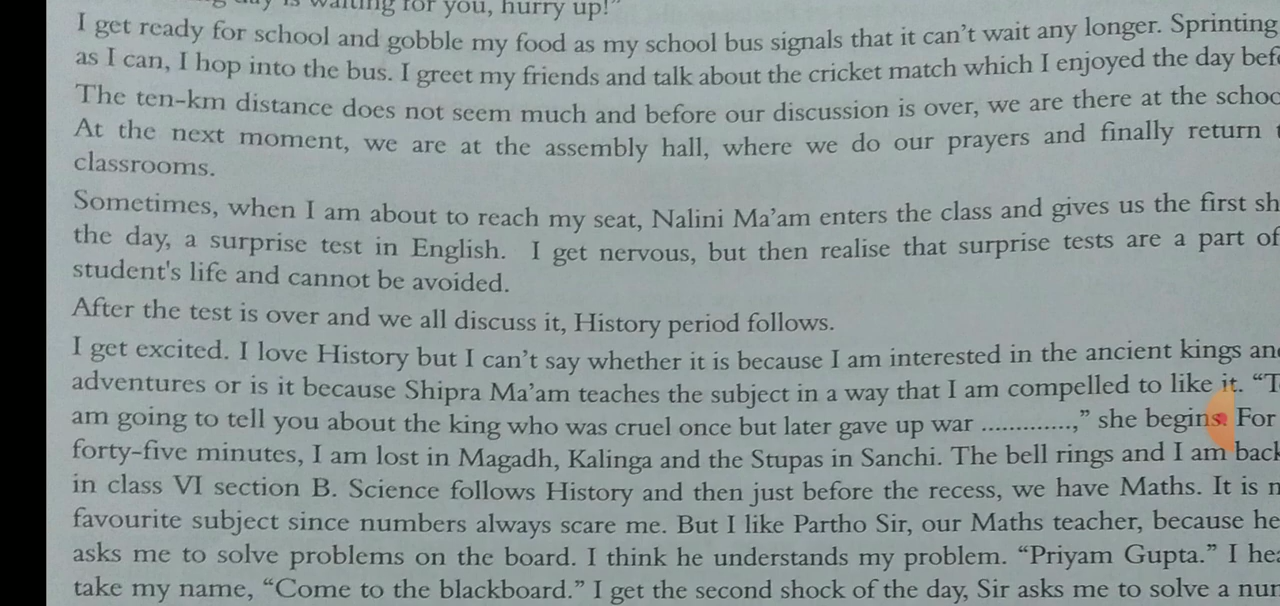 day is waiting for you, hurry up!"
I get ready for school and gobble my food as my school bus signals that it can't wait any longer. Sprinting
as I can, I hop into the bus. I greet my friends and talk about the cricket match which I enjoyed the day
The ten-km distance does not seem much and before our discussion is over, we are there at the
At the next moment, we are at the assembly hall, where we do our prayers and finally return
classrooms.
Sometimes, when I am about to reach my seat, Nalini Ma'am enters the class and gives us the first
the day, a surprise test in English. I get nervous, but then realise that surprise tests are a part of
student's life and cannot be avoided.
After the test is over and we all discuss it, History period follows.
I get excited. I love History but I can't say whether it is because I am interested in the ancient kings
adventures or is it because Shipra Ma'am teaches the subject in a way that I am compelled to like it.
am going to tell you about the king who was cruel once but later gave up war .............," she begins. For
forty-five minutes, I am lost in Magadh, Kalinga and the Stupas in Sanchi. The bell rings and I am back
in class VI section B. Science follows History and then just before the recess, we have Maths. It is
favourite subject since numbers always scare me. But I like Partho Sir, our Maths teacher, because he
asks me to solve problems on the board. I think he understands my problem. "Priyam Gupta." I
take my name, "Come to the blackboard." I get the second shock of the day, Sir asks me to solve a